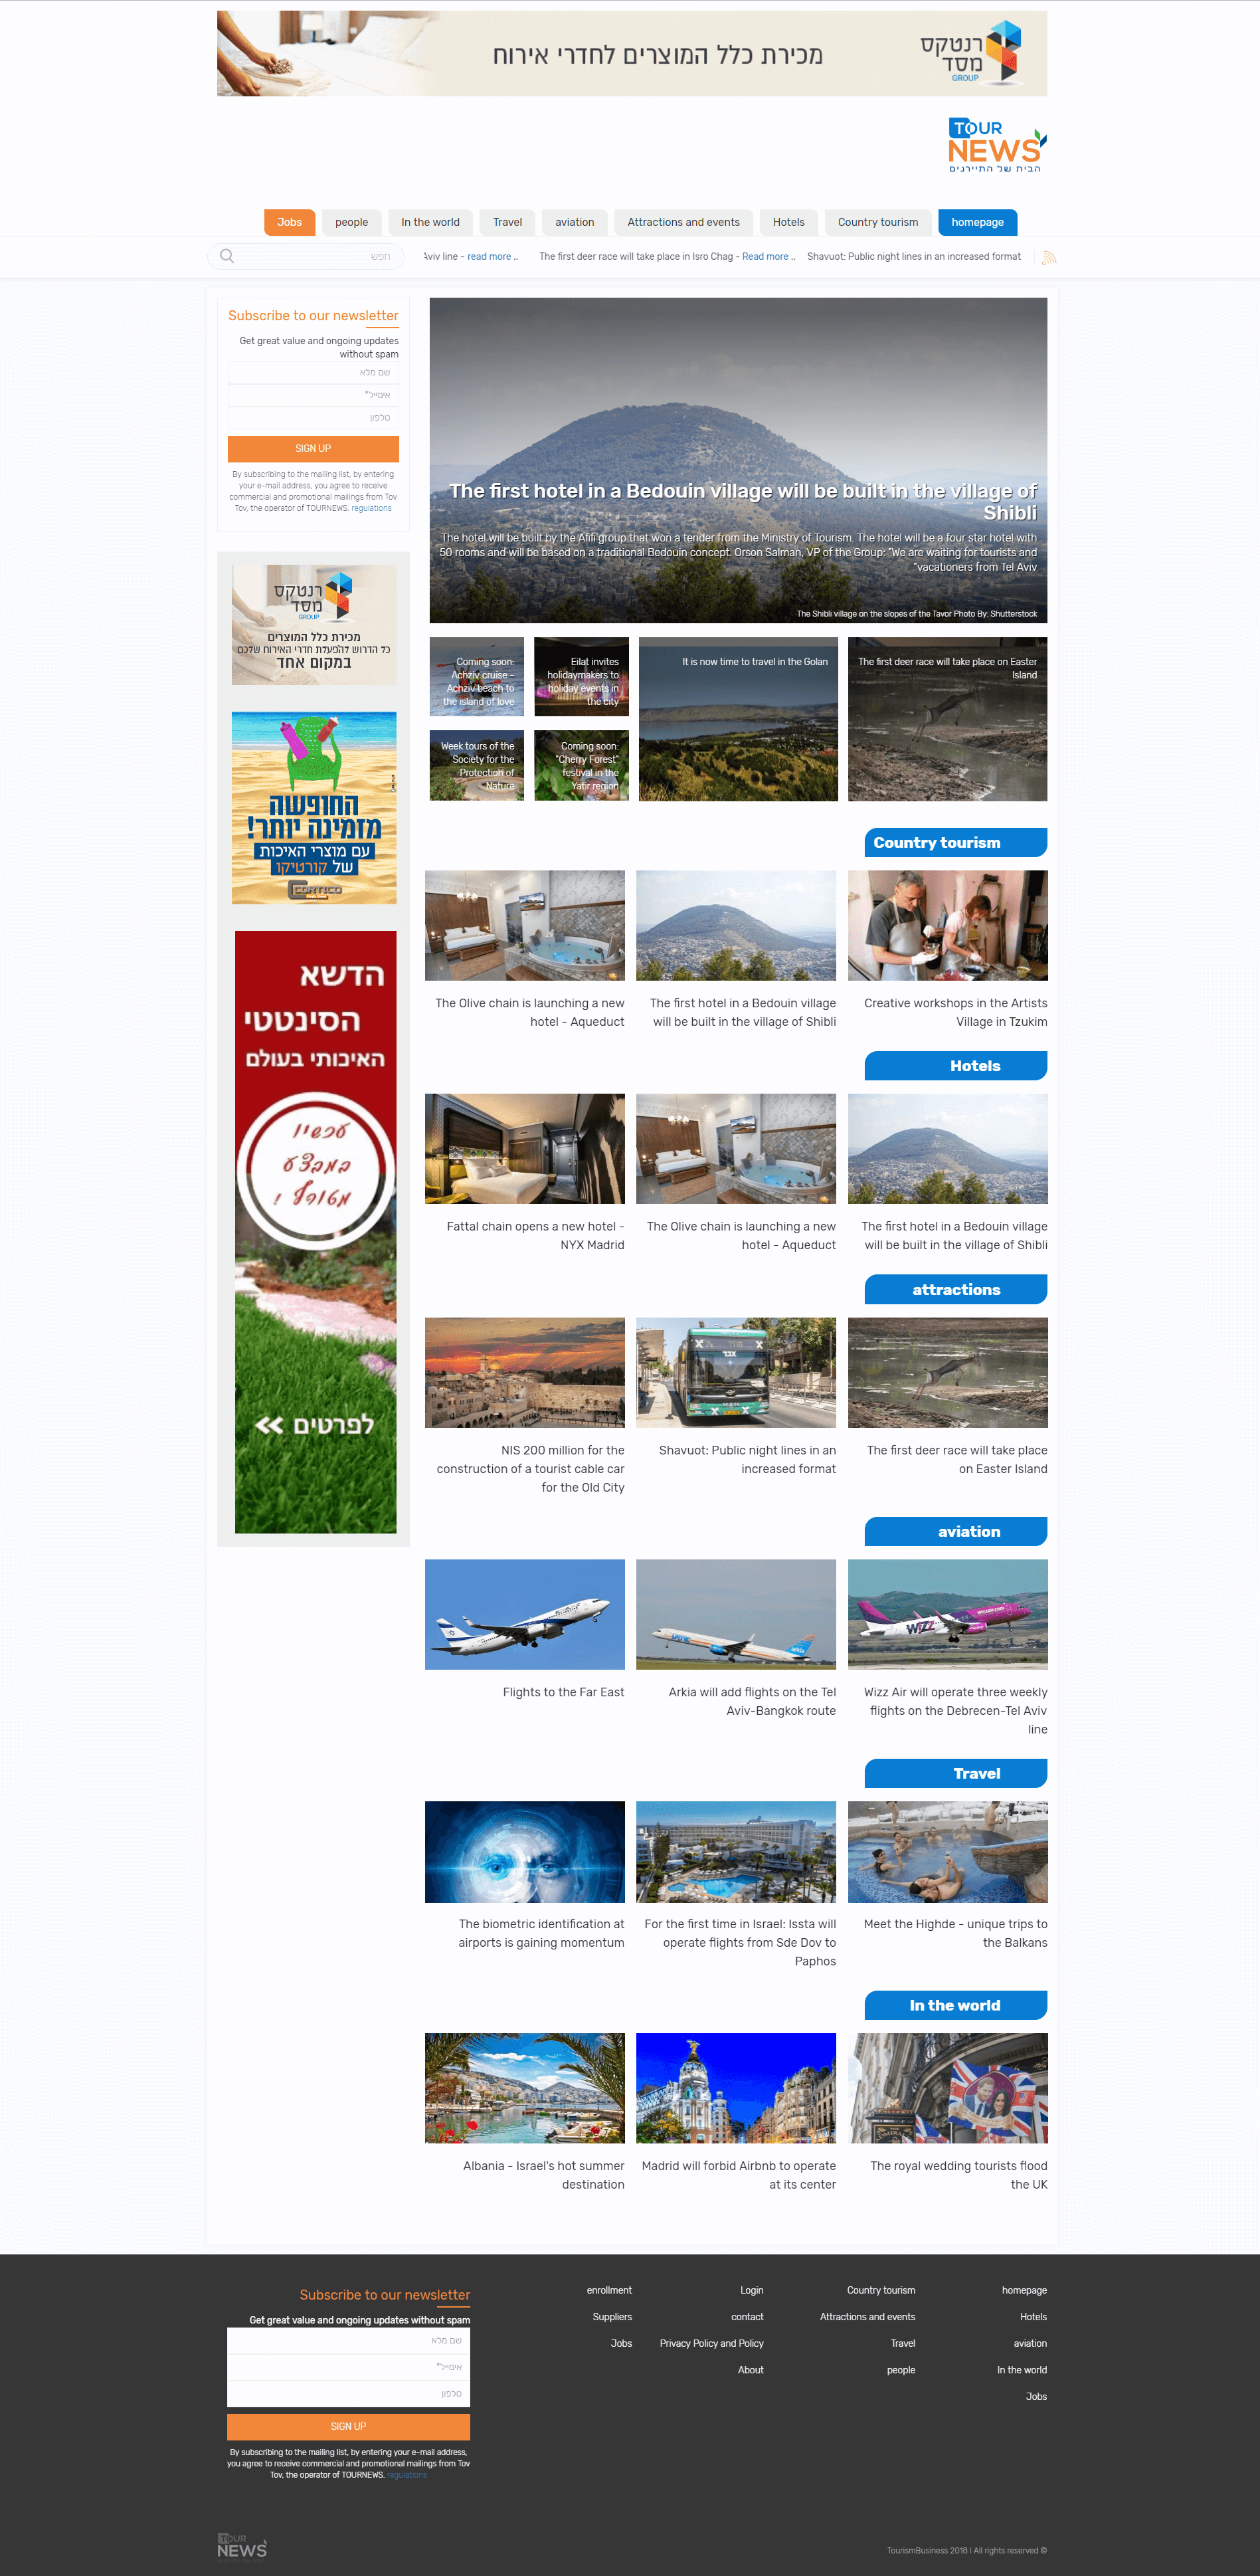 מכירת כלל המוצרים לחדרי אירוח
רנטקס
מסד
GROUP
TOUR
NEWS
הבית של התיירנים
Jobs
people
In the world
Travel
aviation
Attractions and events
Hotels
Country tourism
homepage
חפש
Aviv line - read more ..
The first deer race will take place in Isro Chag - Read more ..
Shavuot: Public night lines in an increased format
Subscribe to our newsletter
Get great value and ongoing updates
without spam
שם מלא
אימייל*
טלפון
SIGN UP
By subscribing to the mailing list, by entering
your e-mail address, you agree to receive
commercial and promotional mailings from Tov
Tov, the operator of TOURNEWS. regulations
The first hotel in a Bedouin village will be built in the village of
Shibli
The hotel will be built by the Afifi group that won a tender from the Ministry of Tourism. The hotel will be a four star hotel with
50 rooms and will be based on a traditional Bedouin concept. Orson Salman, VP of the Group: "We are waiting for tourists and
"vacationers from Tel Aviv
The Shibli village on the slopes of the Tavor Photo By: Shutterstock
רנטקס
מסד
GROUP
מכירת כלל המוצרים
כל הדרוש להפעלת חדרי האירוח שלכם
במקום אחד
החופשה
מזמינה יותר!
עם מוצרי האיכות
של קורטיקו
CORTICO
הדשא
הסינטטי
האיכותי בעולם
עכשיו
במבצע
מטורף !
לפרטים >>
Coming soon:
Achziv cruise -
Achziv beach to
the island of love
Eilat invites
holidaymakers to
holiday events in
the city
It is now time to travel in the Golan
The first deer race will take place on Easter
Island
Week tours of the
Society for the
Protection of
Nature
Coming soon:
"Cherry Forest"
festival in the
Yatir region
Country tourism
The Olive chain is launching a new
hotel - Aqueduct
The first hotel in a Bedouin village
will be built in the village of Shibli
Creative workshops in the Artists
Village in Tzukim
Hotels
Fattal chain opens a new hotel -
NYX Madrid
The Olive chain is launching a new
hotel - Aqueduct
The first hotel in a Bedouin village
will be built in the village of Shibli
attractions
NIS 200 million for the
construction of a tourist cable car
for the Old City
Shavuot: Public night lines in an
increased format
The first deer race will take place
on Easter Island
aviation
WIZZ
Flights to the Far East
Arkia will add flights on the Tel
Aviv-Bangkok route
Wizz Air will operate three weekly
flights on the Debrecen-Tel Aviv
line
Travel
The biometric identification at
airports is gaining momentum
For the first time in Israel: Issta will
operate flights from Sde Dov to
Paphos
Meet the Highde - unique trips to
the Balkans
In the world
Albania - Israel's hot summer
destination
Madrid will forbid Airbnb to operate
at its center
The royal wedding tourists flood
the UK
Subscribe to our newsletter
Get great value and ongoing updates without spam
שם מלא
אימייל*
טלפון
SIGN UP
By subscribing to the mailing list, by entering your e-mail address,
you agree to receive commercial and promotional mailings from Tov
Tov, the operator of TOURNEWS. regulations
enrollment
Suppliers
Jobs
Login
contact
Privacy Policy and Policy
About
Country tourism
Attractions and events
Travel
people
homepage
Hotels
aviation
In the world
Jobs
TOUR
NEWS
TourismBusiness 2018 | All rights reserved ©